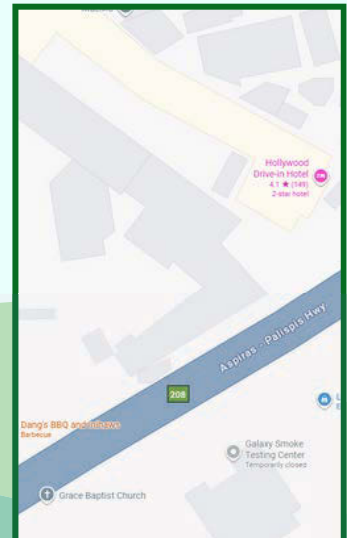 Hollywood
Drive-in Hotel
4.1 ★ (149)
2-star hotel
Aspiras - Palispis Hwy
208
Dang's BBQ and
Barbecue
Galaxy Smoke
Testing Center
Temporarily closed
Grace Baptist Church